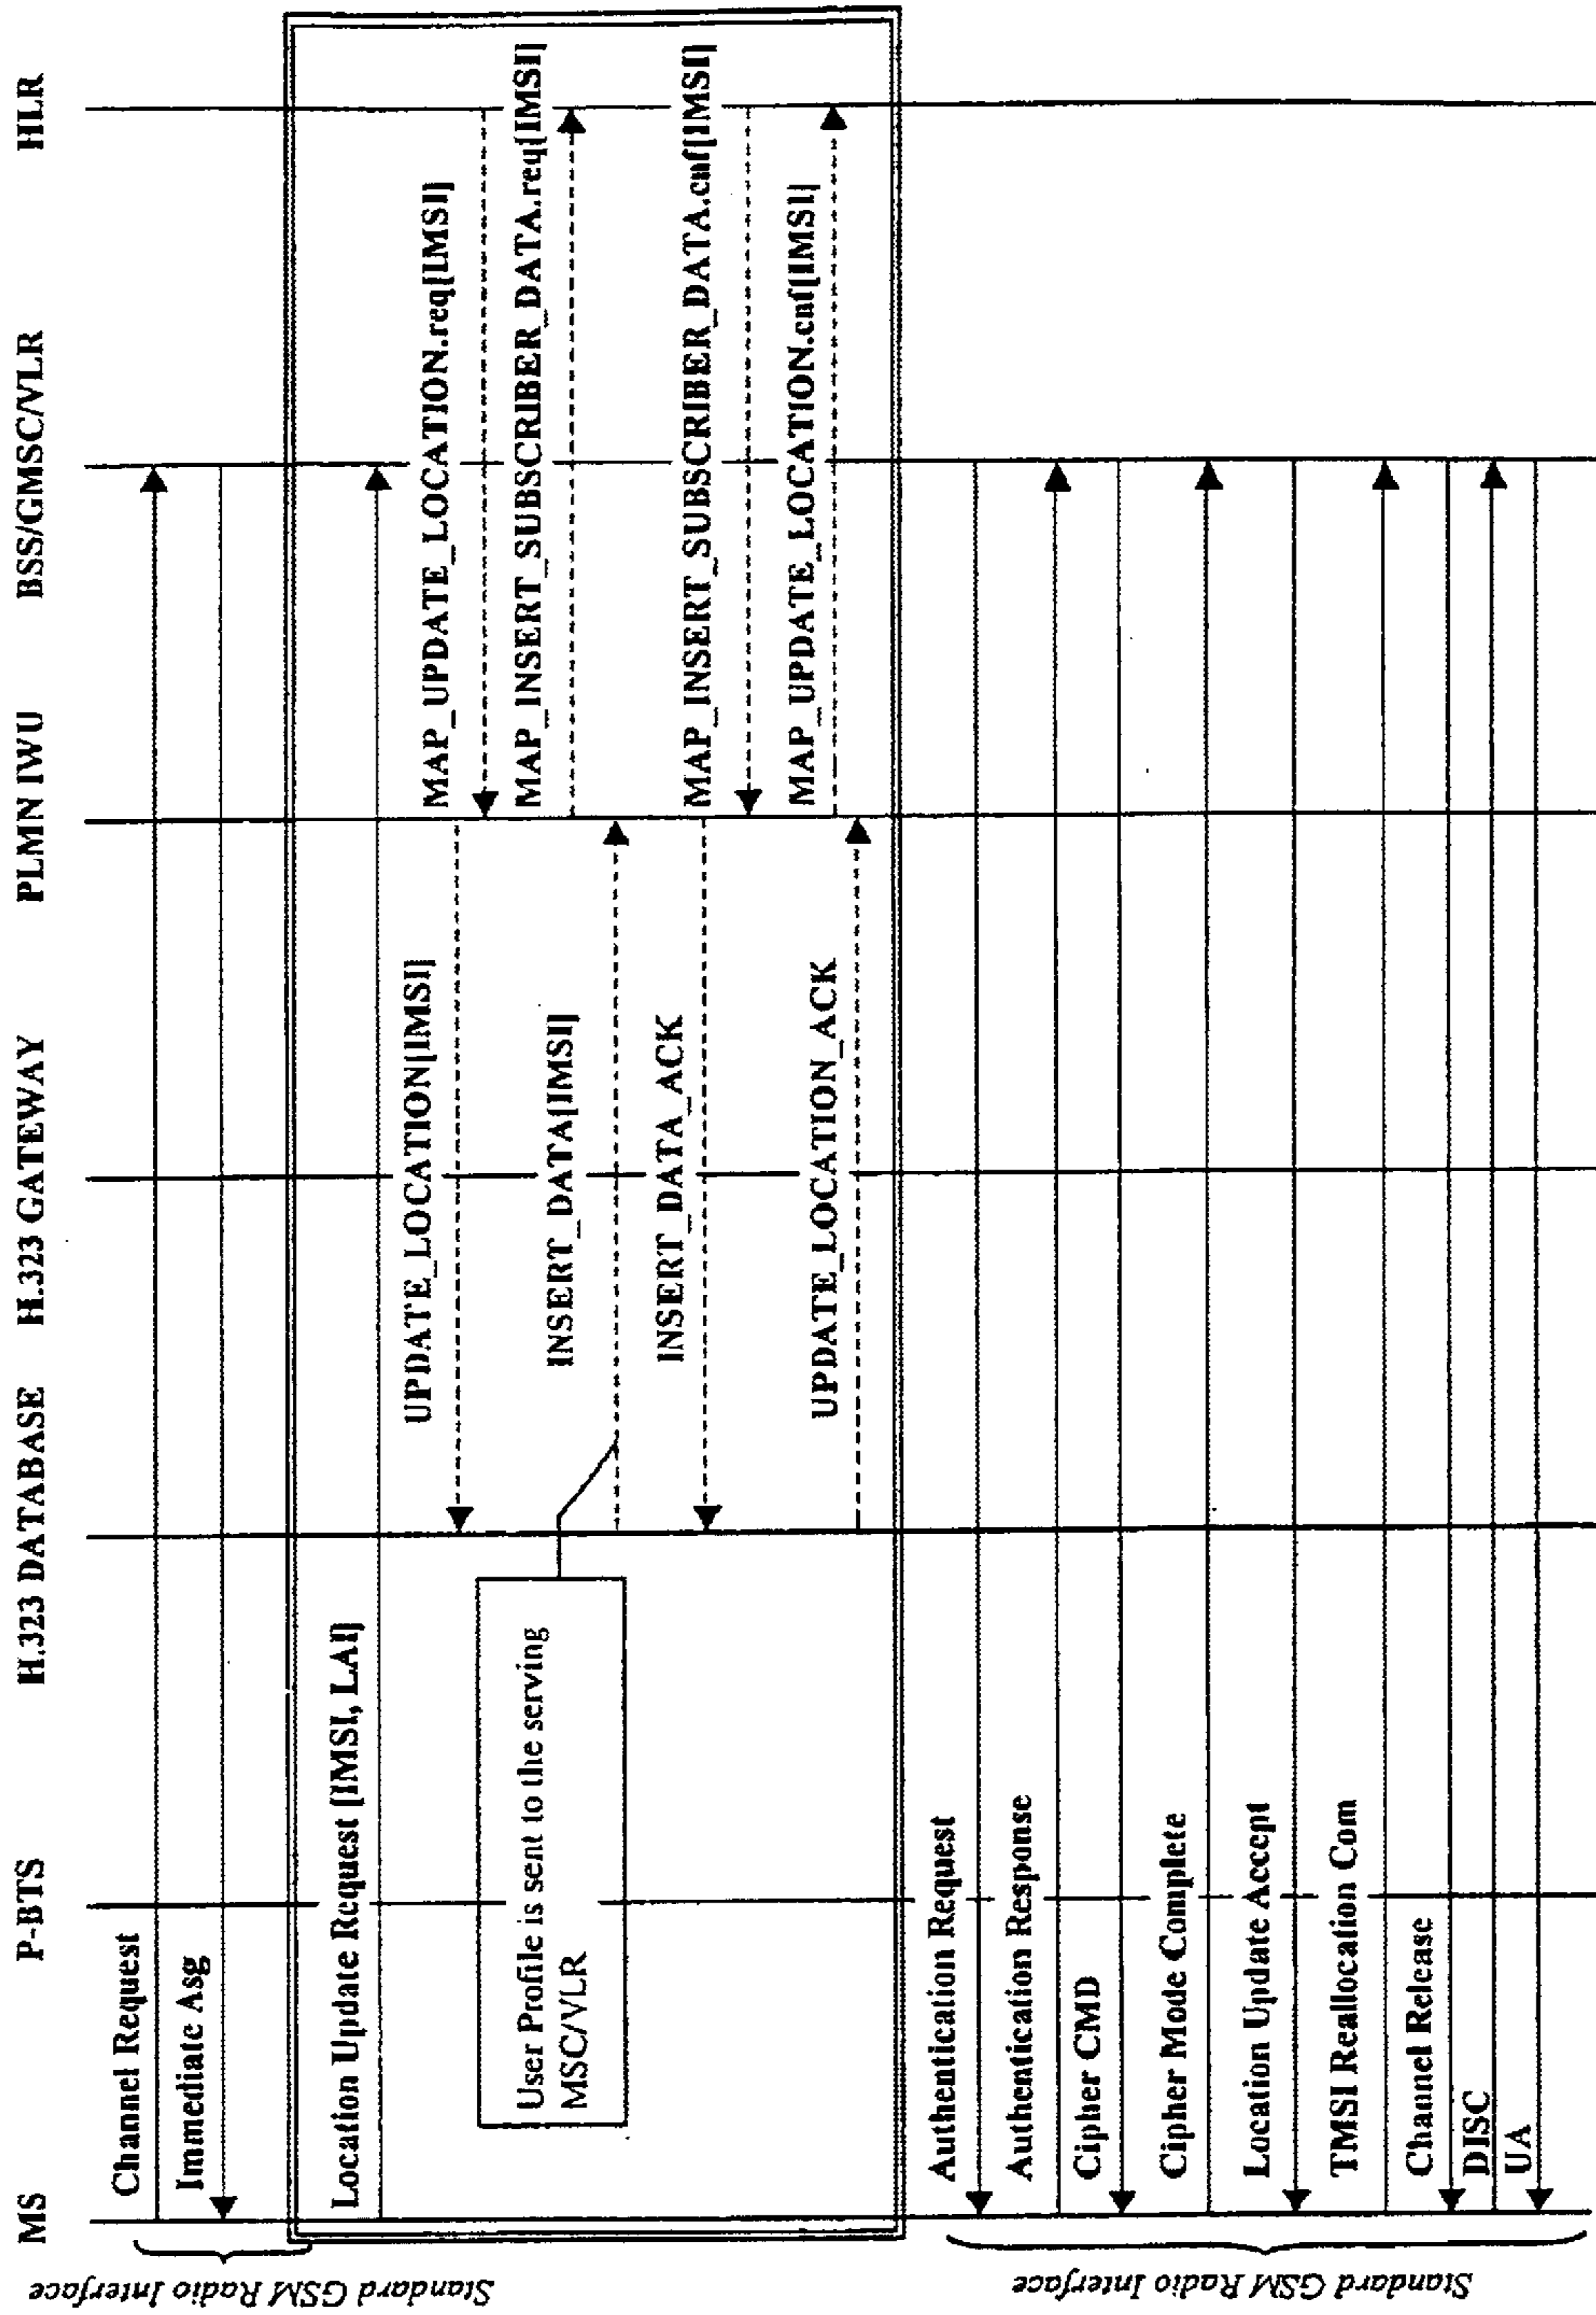 MS
P-BTS
H.323 DATABASE
H.323 GATEWAY
PLMN IWU
BSS/GMSC/VLR
HLR
Standard GSM Radio Interface
Channel Request
Immediate Asg
Location Update Request [IMSI, LAI]
UPDATE_LOCATION[IMSI]
MAP_UPDATE_LOCATION.req[IMSI]
MAP_INSERT_SUBSCRIBER_DATA.req[IMSI]
User Profile is sent to the serving
MSC/VLR
INSERT_DATA[IMSI]
INSERT_DATA_ACK
MAP_INSERT_SUBSCRIBER_DATA.cnf[IMSI]
MAP_UPDATE_LOCATION.cnf[IMSI]
UPDATE_LOCATION_ACK
Standard GSM Radio Interface
Authentication Request
Authentication Response
Cipher CMD
Cipher Mode Complete
Location Update Accept
TMSI Reallocation Com
Channel Release
DISC
UA